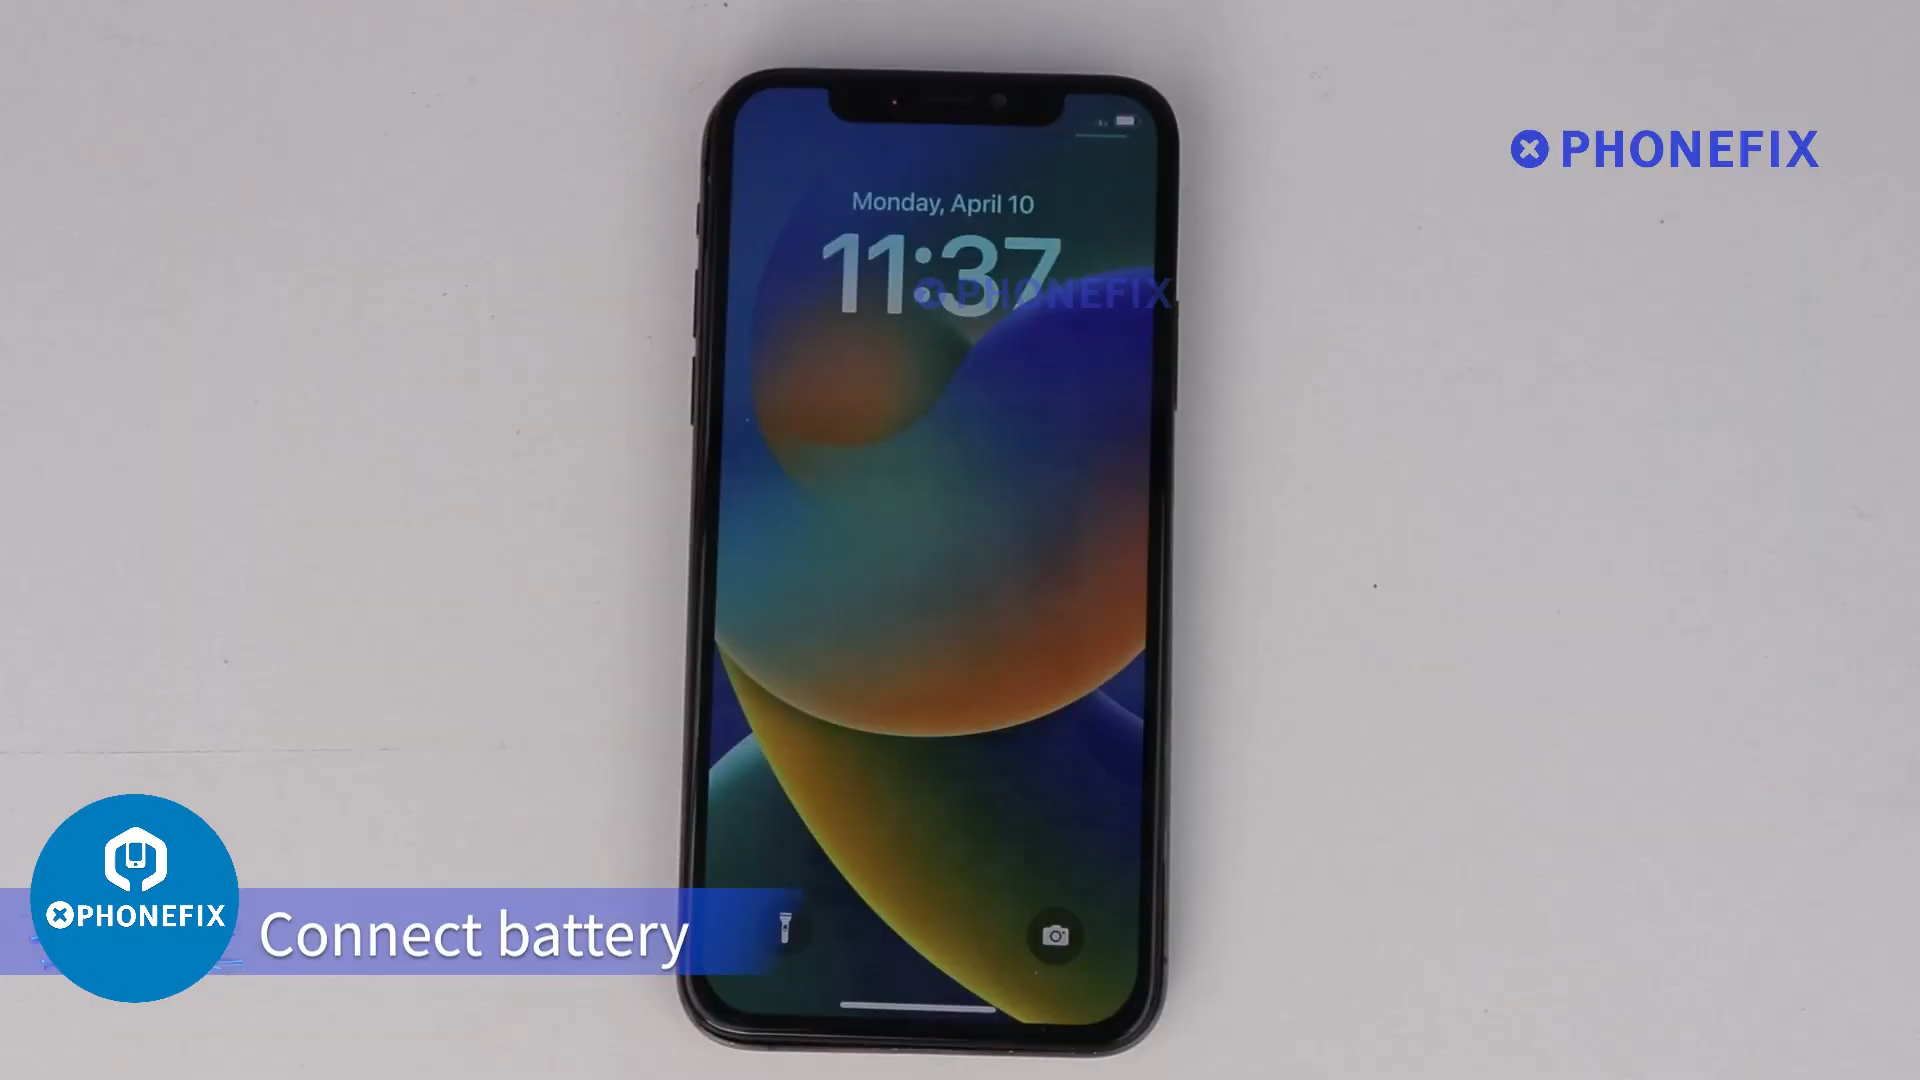 PHONEFIX
Monday, April 10
11:37
PHONEFIX
PHONEFIX
Connect battery